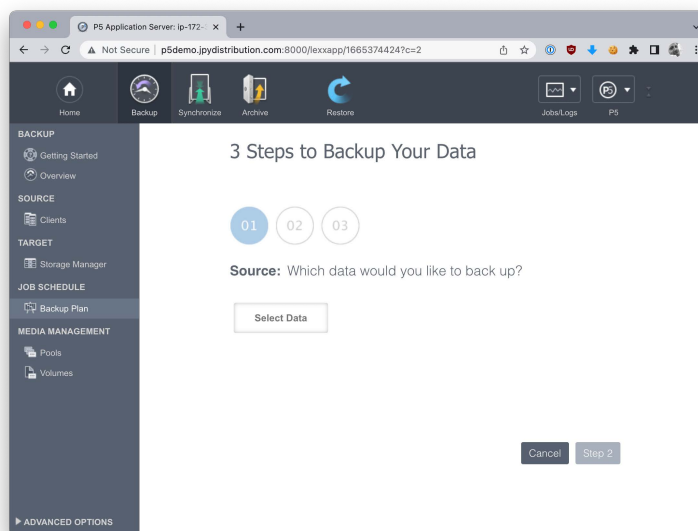 P5 Application Server: ip-172-
Not Secure p5demo.jpydistribution.com:8000/lexxapp/1665374424?c=2
Home
Backup
Synchronize
Archive
Restore
Jobs/Logs
P5
BACKUP
Getting Started
Overview
SOURCE
Clients
TARGET
Storage Manager
JOB SCHEDULE
Backup Plan
MEDIA MANAGEMENT
Pools
Volumes
ADVANCED OPTIONS
3 Steps to Backup Your Data
01 02 03
Source: Which data would you like to back up?
Select Data
Cancel Step 2